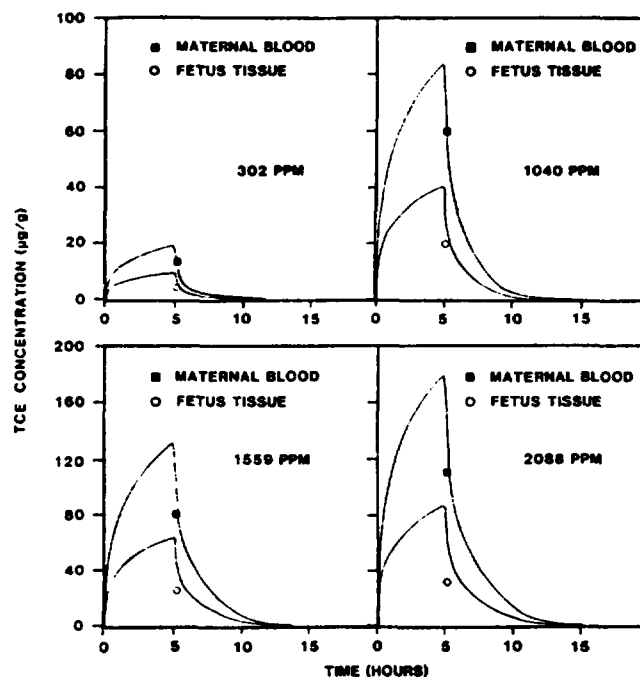 TCE CONCENTRATION (µg/g)
100
80
60
40
20
0
■ MATERNAL BLOOD
○ FETUS TISSUE
302 PPM
0 5 10 15
■ MATERNAL BLOOD
○ FETUS TISSUE
1040 PPM
0 5 10 15
200
160
120
80
40
0
■ MATERNAL BLOOD
○ FETUS TISSUE
1559 PPM
0 5 10 15
■ MATERNAL BLOOD
○ FETUS TISSUE
2088 PPM
0 5 10 15
TIME (HOURS)